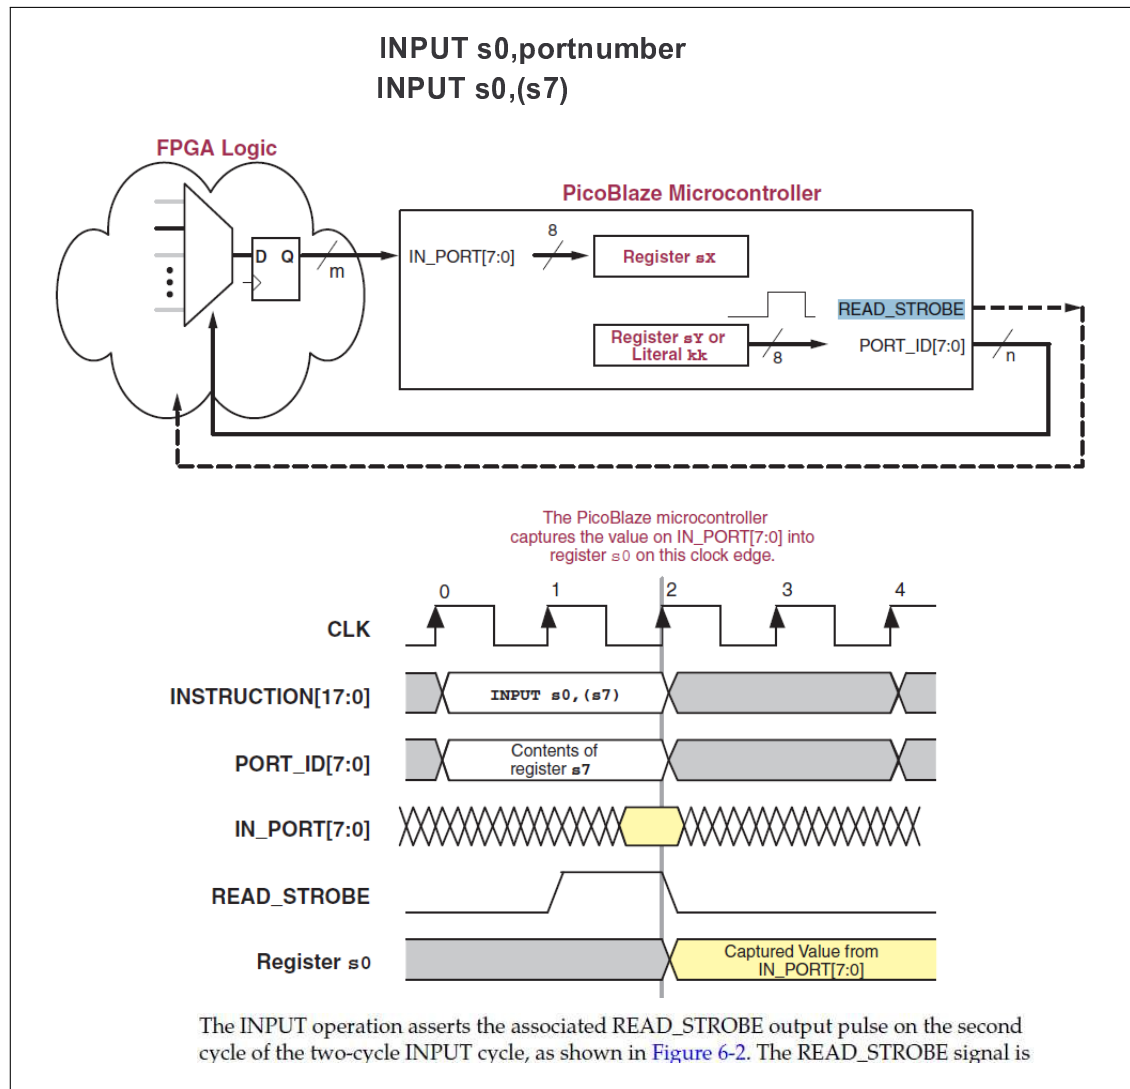 INPUT s0,portnumber
INPUT s0,(s7)
FPGA Logic
PicoBlaze Microcontroller
D Q
m
IN_PORT[7:0]
8
Register sX
READ_STROBE
Register sY or
Literal kk
8
PORT_ID[7:0]
n
The PicoBlaze microcontroller
captures the value on IN_PORT[7:0] into
register s0 on this clock edge.
0 1 2 3 4
CLK
INSTRUCTION[17:0]
INPUT s0,(s7)
PORT_ID[7:0]
Contents of
register s7
IN_PORT[7:0]
READ_STROBE
Register s0
Captured Value from
IN_PORT[7:0]
The INPUT operation asserts the associated READ_STROBE output pulse on the second
cycle of the two-cycle INPUT cycle, as shown in Figure 6-2. The READ_STROBE signal is